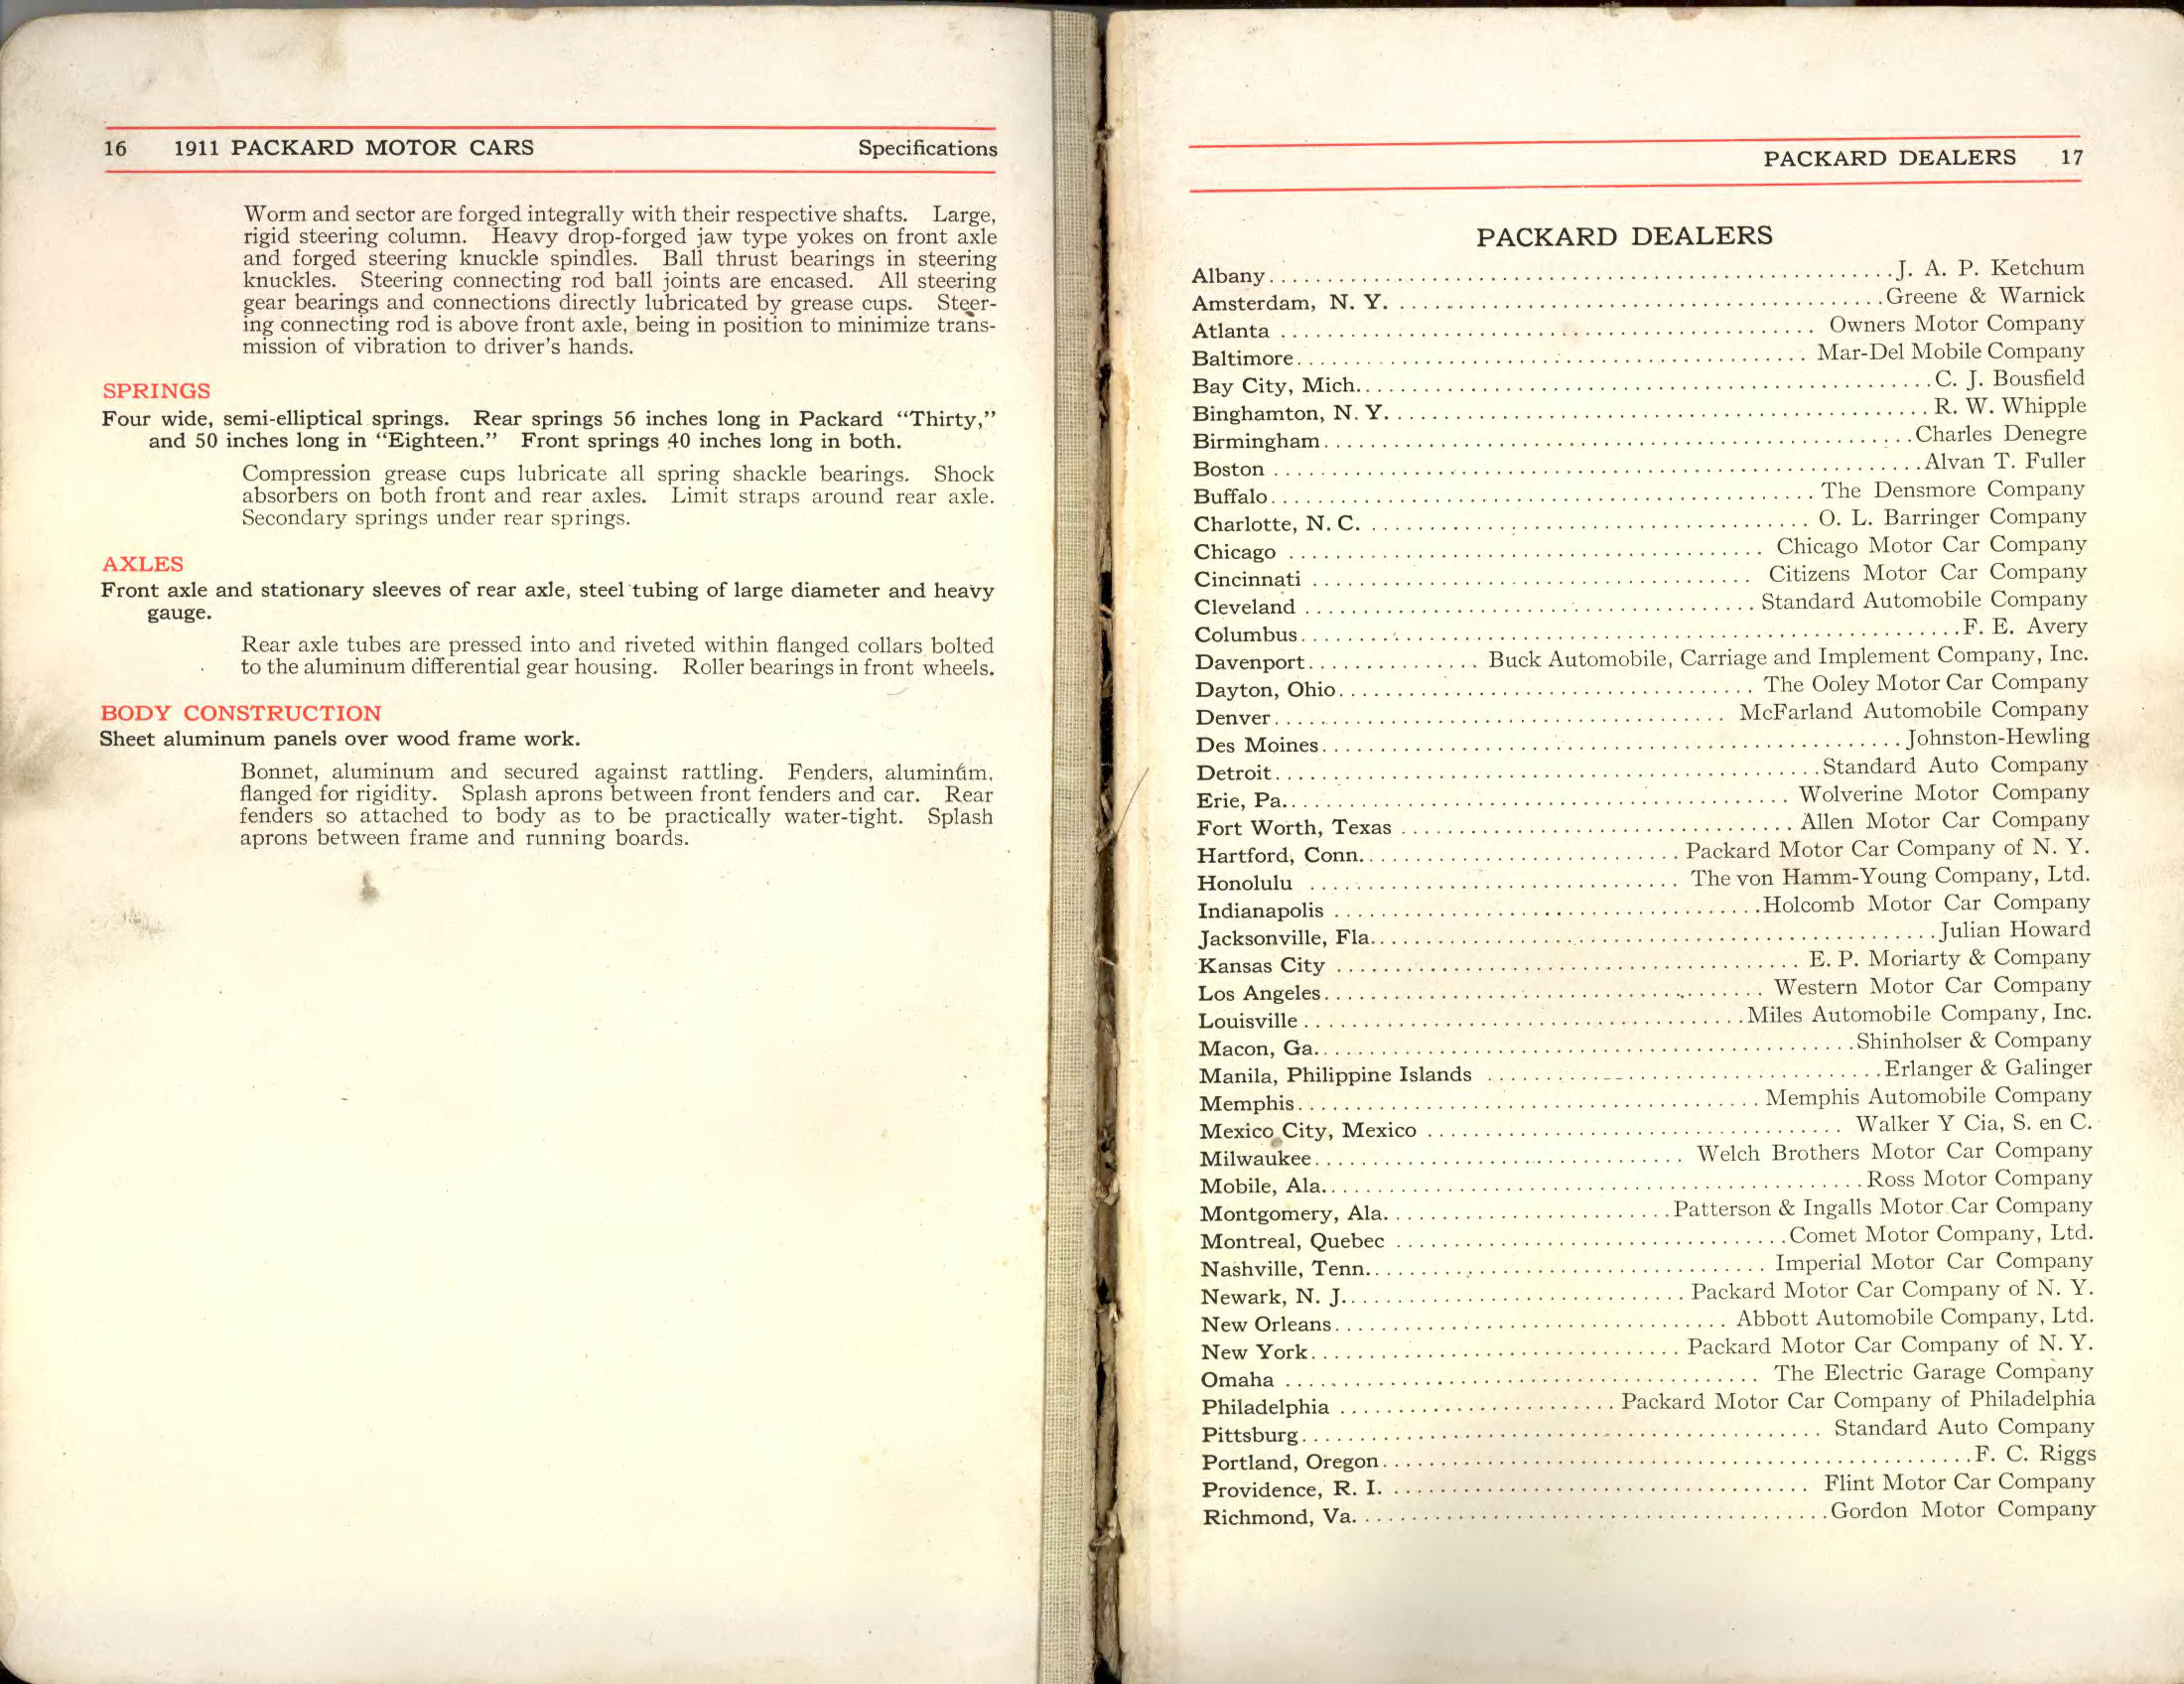 16 1911 PACKARD MOTOR CARS Specifications
Worm and sector are forged integrally with their respective shafts. Large,
rigid steering column. Heavy drop-forged jaw type yokes on front axle
and forged steering knuckle spindles. Ball thrust bearings in steering
knuckles. Steering connecting rod ball joints are encased. All steering
gear bearings and connections directly lubricated by grease cups. Steer-
ing connecting rod is above front axle, being in position to minimize trans-
mission of vibration to driver's hands.
SPRINGS
Four wide, semi-elliptical springs. Rear springs 56 inches long in Packard “Thirty,”
and 50 inches long in “Eighteen.” Front springs 40 inches long in both.
Compression grease cups lubricate all spring shackle bearings. Shock
absorbers on both front and rear axles. Limit straps around rear axle.
Secondary springs under rear springs.
AXLES
Front axle and stationary sleeves of rear axle, steel tubing of large diameter and heavy
gauge.
Rear axle tubes are pressed into and riveted within flanged collars bolted
to the aluminum differential gear housing. Roller bearings in front wheels.
BODY CONSTRUCTION
Sheet aluminum panels over wood frame work.
Bonnet, aluminum and secured against rattling. Fenders, aluminum,
flanged for rigidity. Splash aprons between front fenders and car. Rear
fenders so attached to body as to be practically water-tight. Splash
aprons between frame and running boards.
PACKARD DEALERS 17
PACKARD DEALERS
Albany J. A. P. Ketchum
Amsterdam, N. Y. Greene & Warnick
Atlanta Owners Motor Company
Baltimore Mar-Del Mobile Company
Bay City, Mich. C. J. Bousfield
Binghamton, N. Y. R. W. Whipple
Birmingham Charles Denegre
Boston Alvan T. Fuller
Buffalo The Densmore Company
Charlotte, N. C. O. L. Barringer Company
Chicago Chicago Motor Car Company
Cincinnati Citizens Motor Car Company
Cleveland Standard Automobile Company
Columbus F. E. Avery
Davenport Buck Automobile, Carriage and Implement Company, Inc.
Dayton, Ohio The Ooley Motor Car Company
Denver McFarland Automobile Company
Des Moines Johnston-Hewling
Detroit Standard Auto Company
Erie, Pa. Wolverine Motor Company
Fort Worth, Texas Allen Motor Car Company
Hartford, Conn. Packard Motor Car Company of N. Y.
Honolulu The von Hamm-Young Company, Ltd.
Indianapolis Holcomb Motor Car Company
Jacksonville, Fla. Julian Howard
Kansas City E. P. Moriarty & Company
Los Angeles Western Motor Car Company
Louisville Miles Automobile Company, Inc.
Macon, Ga. Shinholser & Company
Manila, Philippine Islands Erlanger & Galinger
Memphis Memphis Automobile Company
Mexico City, Mexico Walker Y Cia, S. en C.
Milwaukee Welch Brothers Motor Car Company
Mobile, Ala. Ross Motor Company
Montgomery, Ala. Patterson & Ingalls Motor Car Company
Montreal, Quebec Comet Motor Company, Ltd.
Nashville, Tenn. Imperial Motor Car Company
Newark, N. J. Packard Motor Car Company of N. Y.
New Orleans Abbott Automobile Company, Ltd.
New York Packard Motor Car Company of N. Y.
Omaha The Electric Garage Company
Philadelphia Packard Motor Car Company of Philadelphia
Pittsburg Standard Auto Company
Portland, Oregon F. C. Riggs
Providence, R. I. Flint Motor Car Company
Richmond, Va. Gordon Motor Company